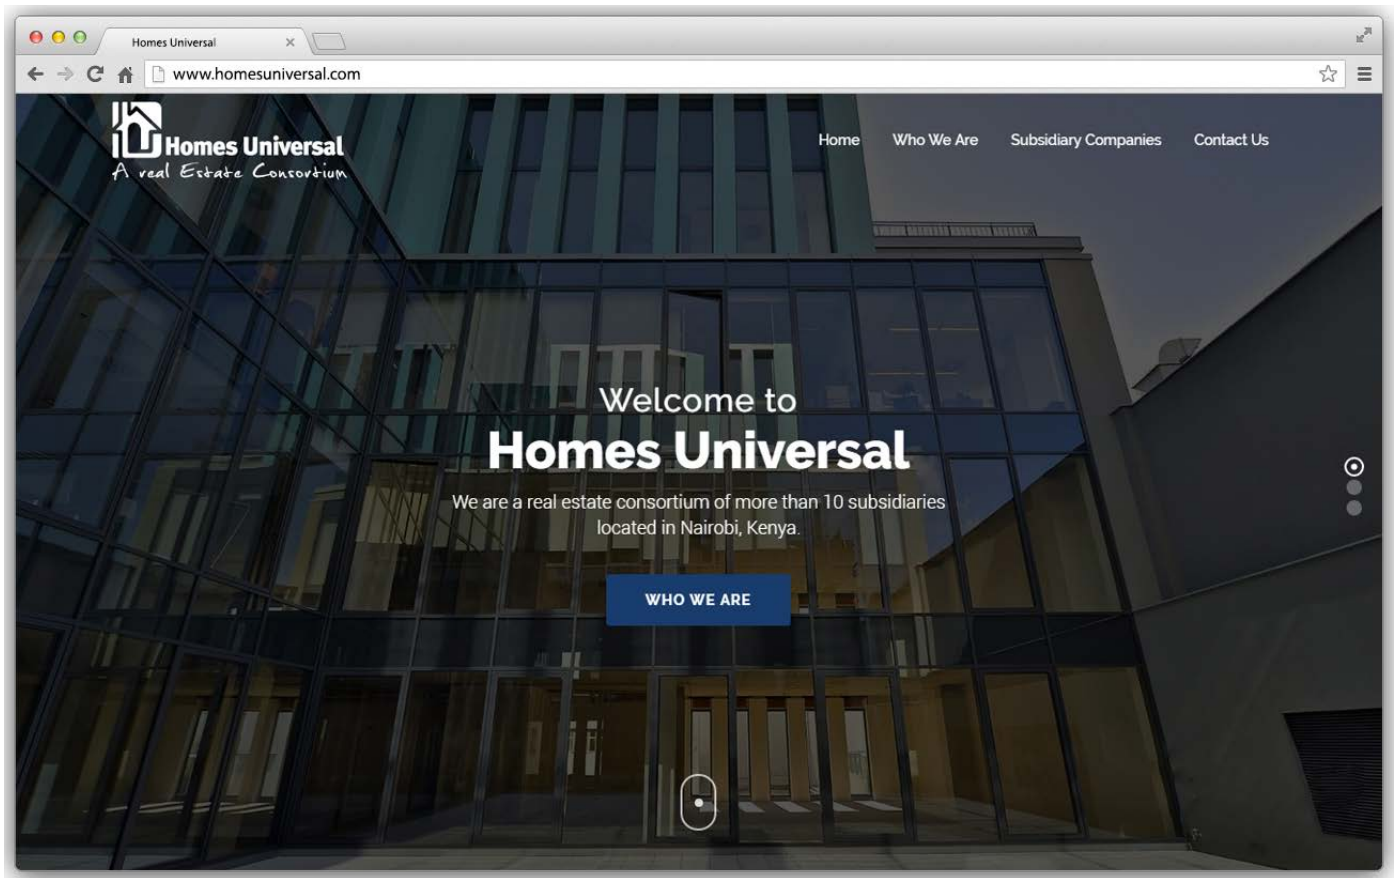 Homes Universal
www.homesuniversal.com
Homes Universal
A real Estate Consortium
Home Who We Are Subsidiary Companies Contact Us
Welcome to
Homes Universal
We are a real estate consortium of more than 10 subsidiaries
located in Nairobi, Kenya.
WHO WE ARE